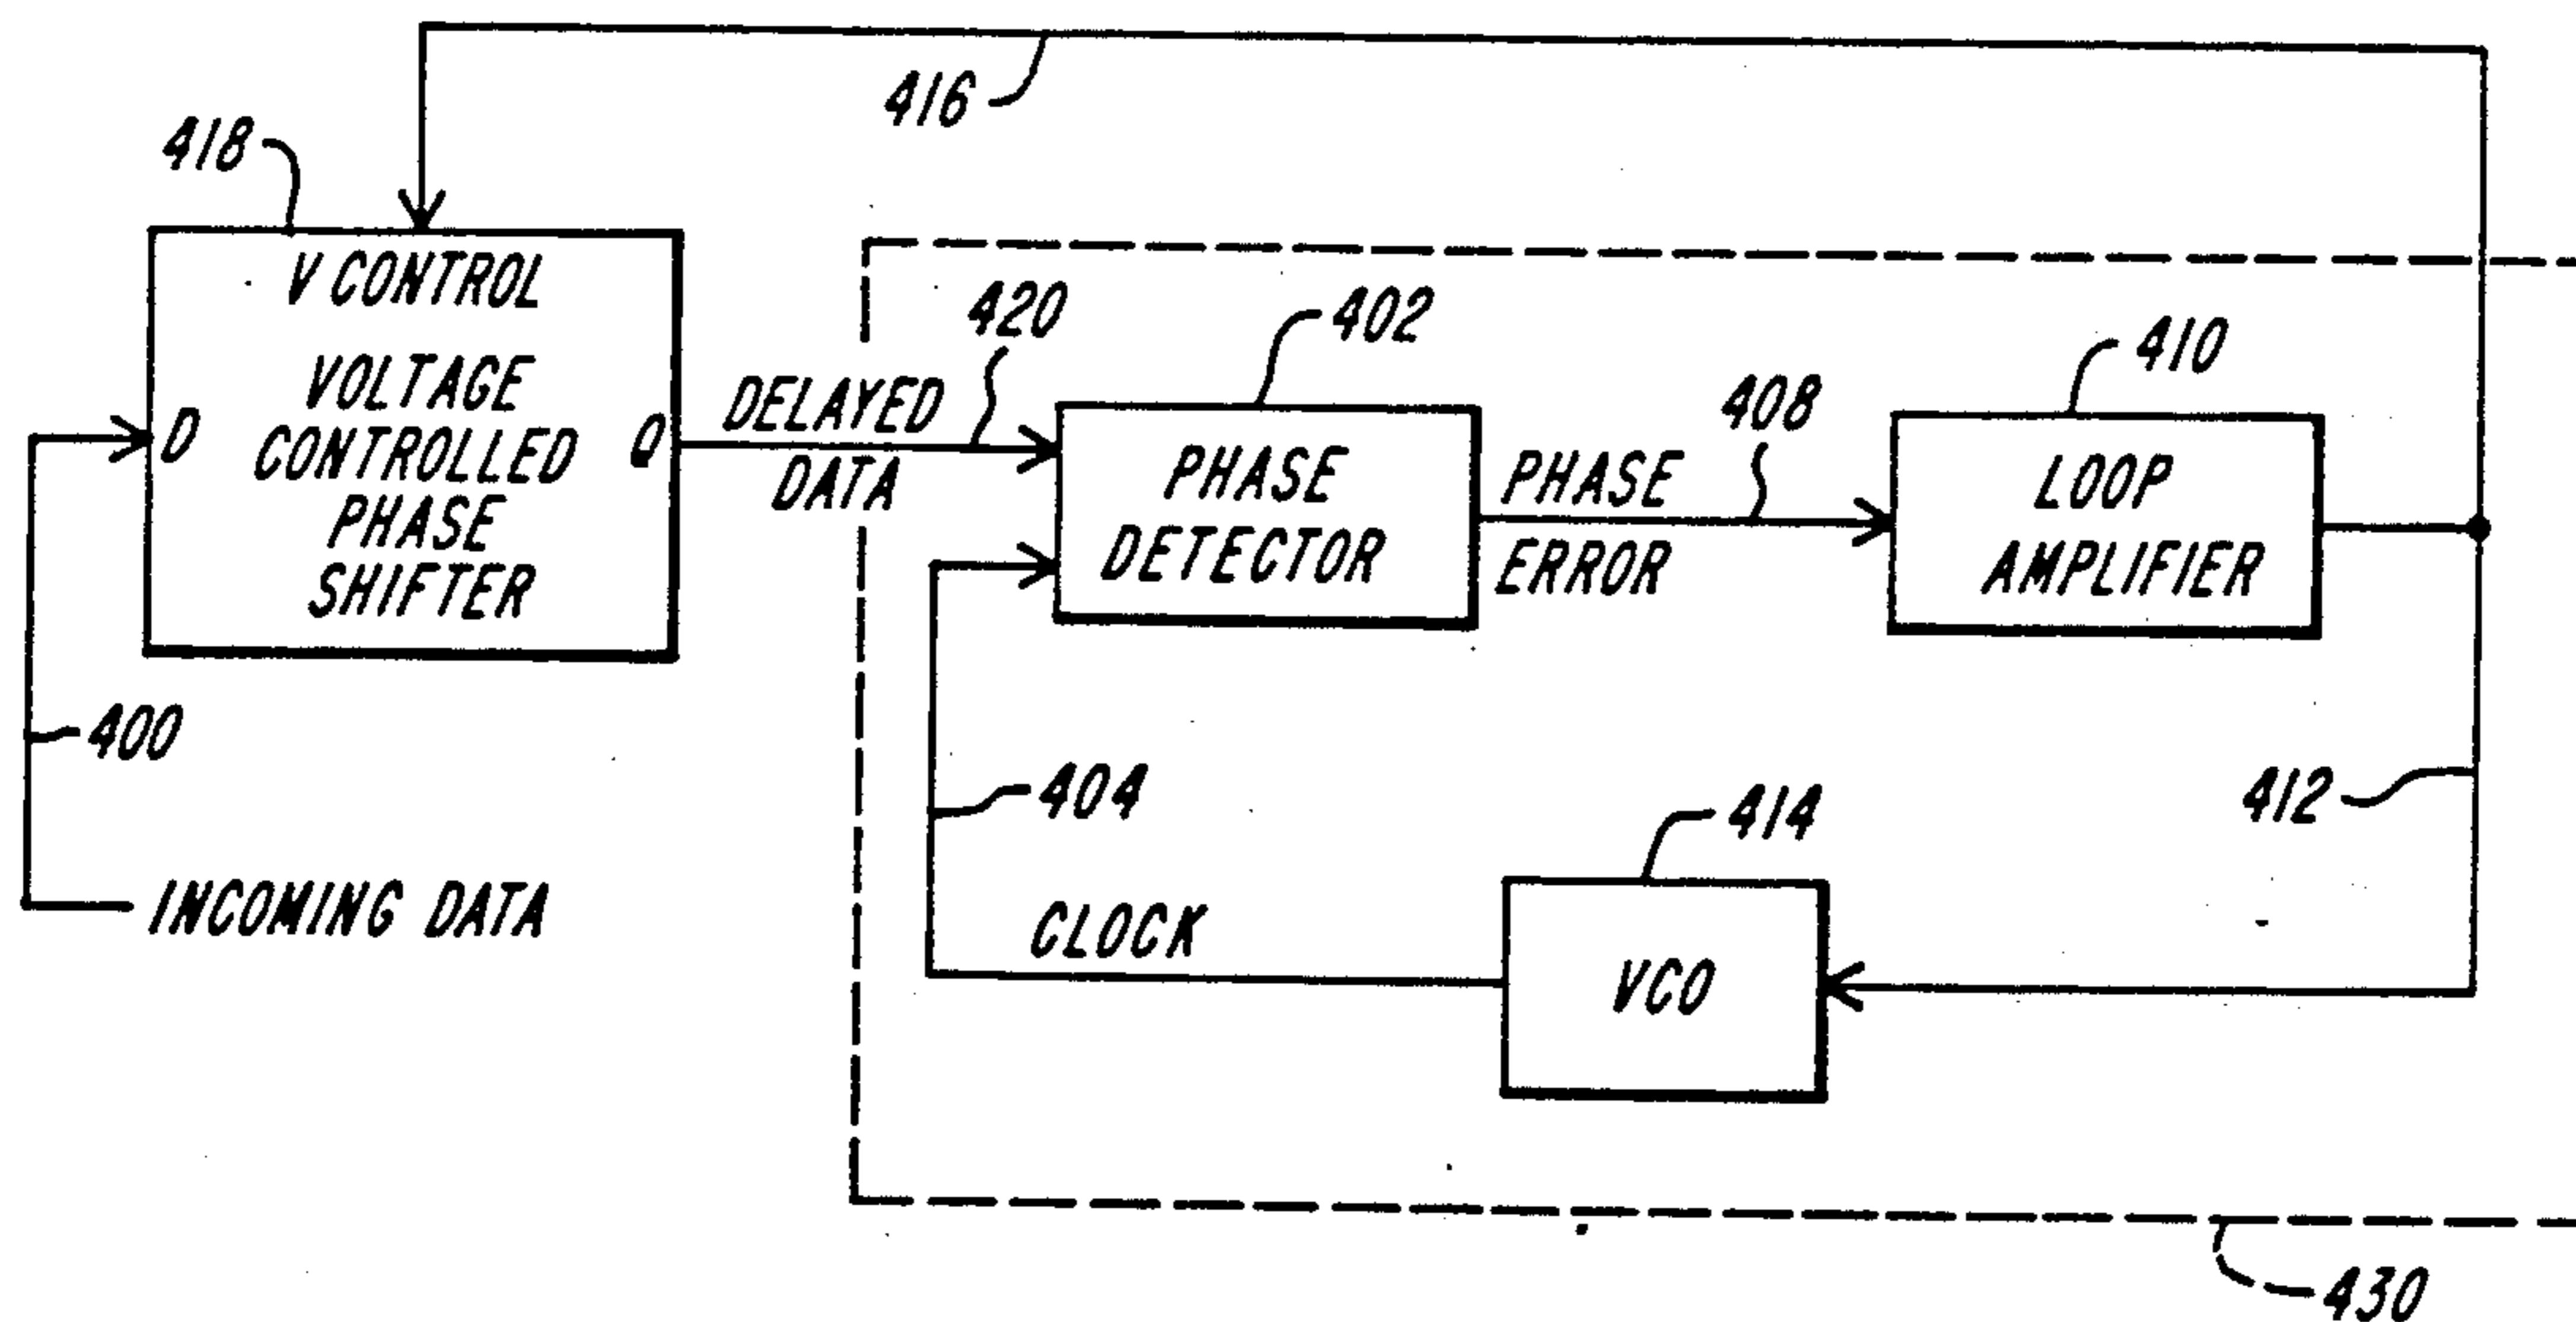 416
418
V CONTROL
D
VOLTAGE
CONTROLLED
PHASE
SHIFTER
Q
DELAYED
DATA
420
402
PHASE
DETECTOR
PHASE
ERROR
408
410
LOOP
AMPLIFIER
400
INCOMING DATA
404
CLOCK
414
VCO
412
430